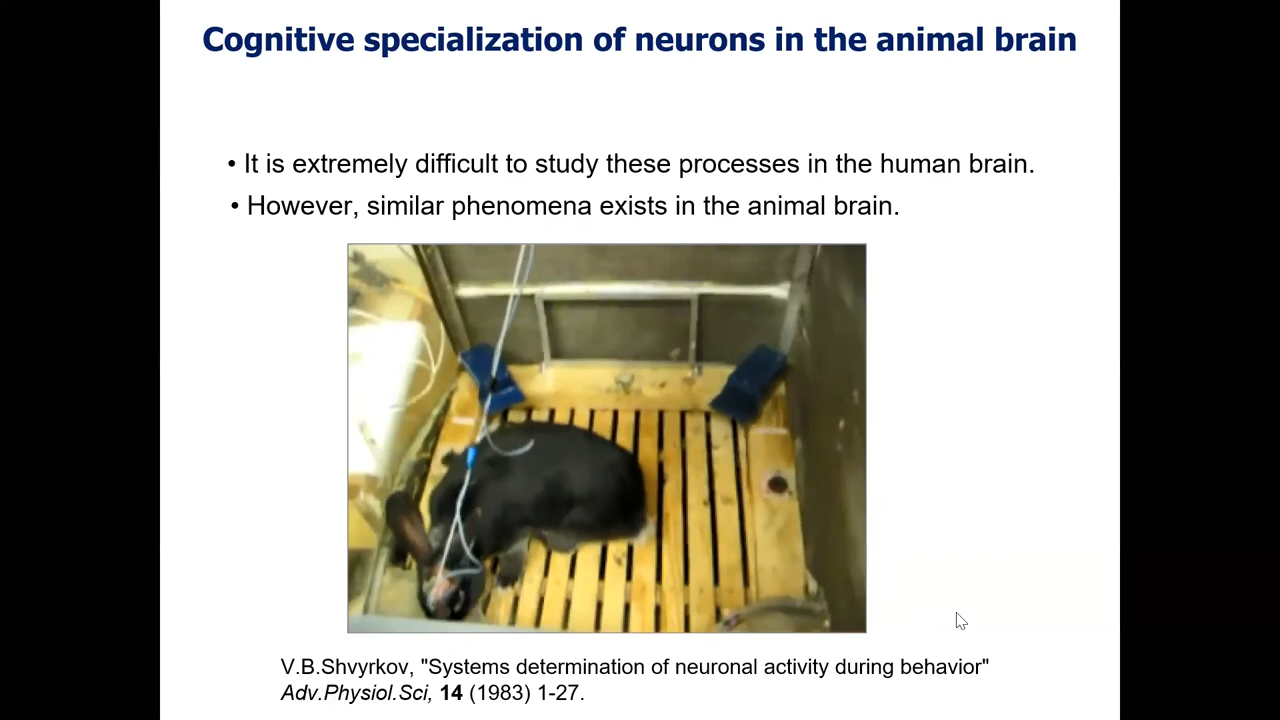 Cognitive specialization of neurons in the animal brain
• It is extremely difficult to study these processes in the human brain.
• However, similar phenomena exists in the animal brain.
V.B.Shvyrkov, "Systems determination of neuronal activity during behavior"
Adv.Physiol.Sci, 14 (1983) 1-27.